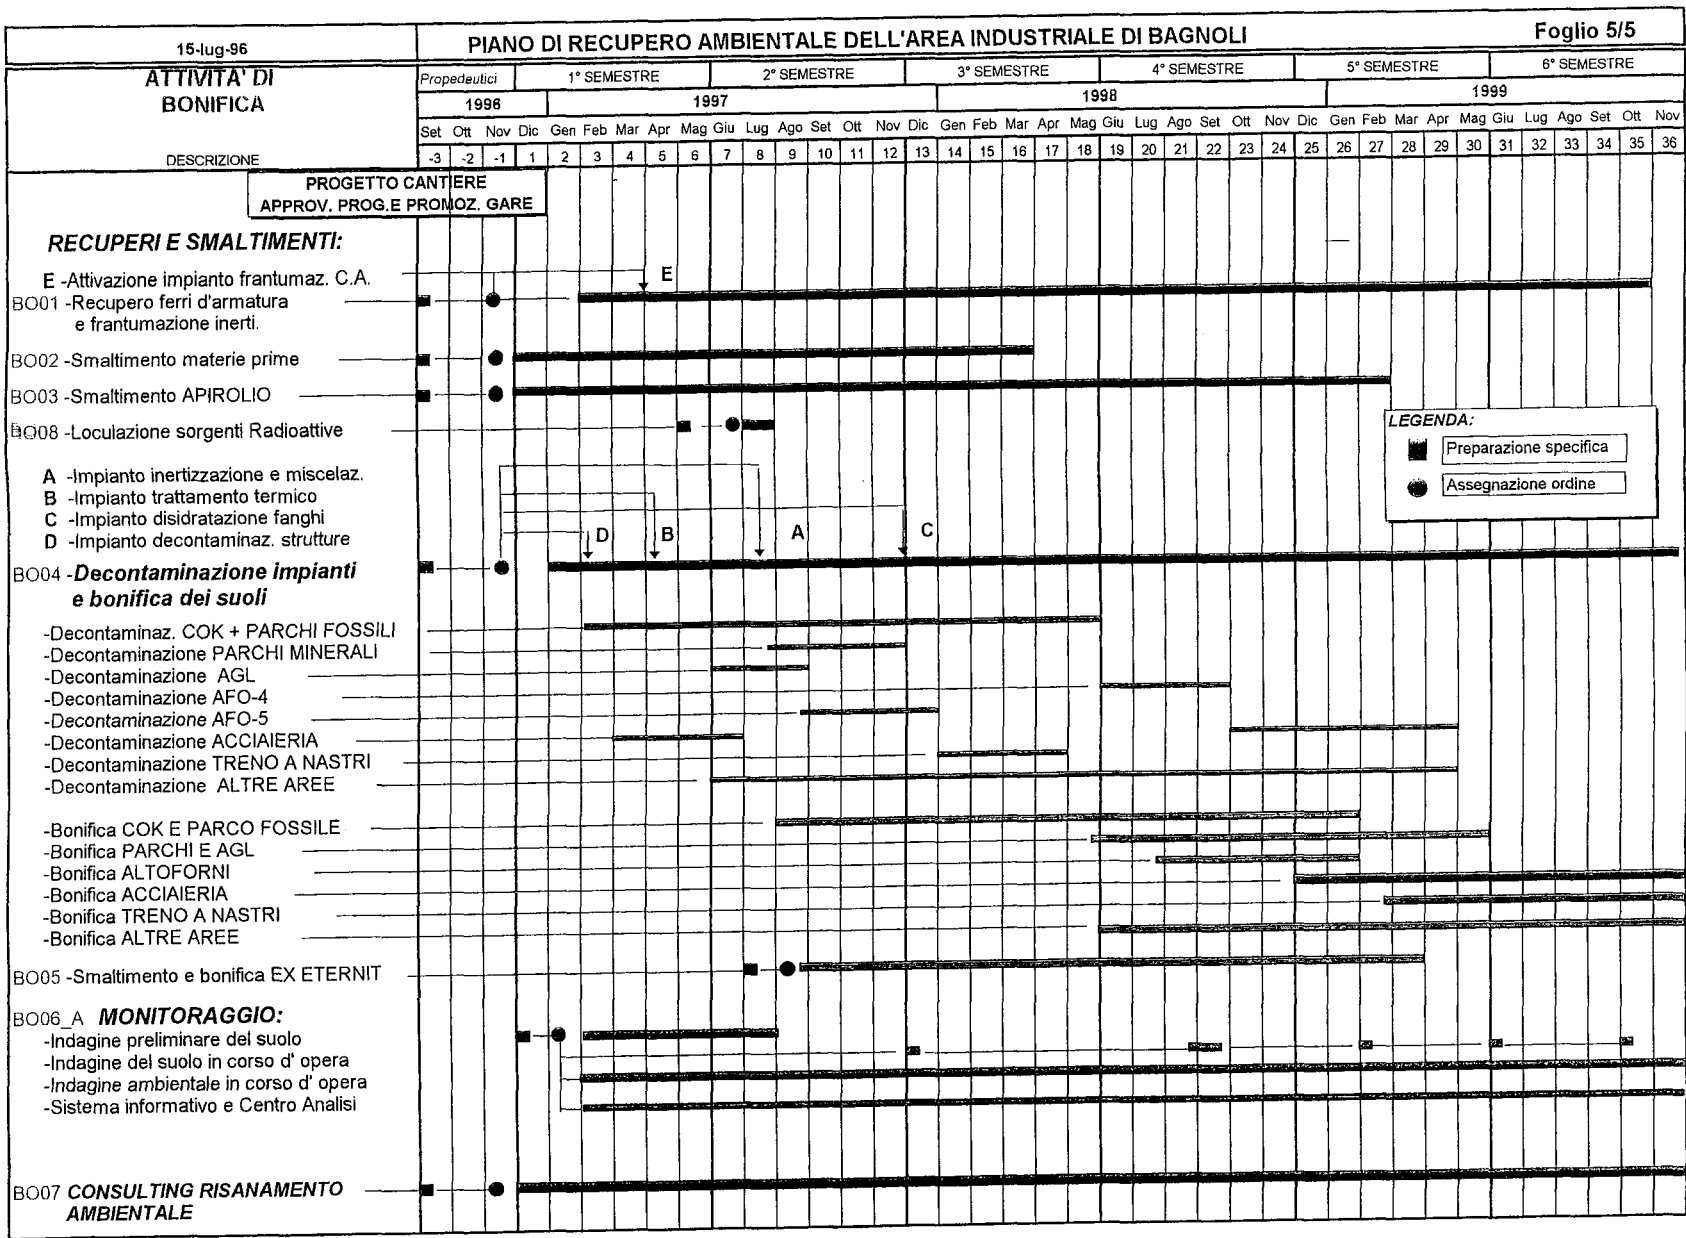 15-lug-96
PIANO DI RECUPERO AMBIENTALE DELL'AREA INDUSTRIALE DI BAGNOLI
Foglio 5/5
ATTIVITA' DI
BONIFICA
DESCRIZIONE
Propedeutici 1° SEMESTRE 2° SEMESTRE 3° SEMESTRE 4° SEMESTRE 5° SEMESTRE 6° SEMESTRE
1996 1997 1998 1999
Set Ott Nov Dic Gen Feb Mar Apr Mag Giu Lug Ago Set Ott Nov Dic Gen Feb Mar Apr Mag Giu Lug Ago Set Ott Nov Dic Gen Feb Mar Apr Mag Giu Lug Ago Set Ott Nov
-3 -2 -1 1 2 3 4 5 6 7 8 9 10 11 12 13 14 15 16 17 18 19 20 21 22 23 24 25 26 27 28 29 30 31 32 33 34 35 36
PROGETTO CANTIERE
APPROV. PROG.E PROMOZ. GARE
RECUPERI E SMALTIMENTI:
E -Attivazione impianto frantumaz. C.A.
E
BO01 -Recupero ferri d'armatura
e frantumazione inerti.
BO02 -Smaltimento materie prime
BO03 -Smaltimento APIROLIO
BO08 -Loculazione sorgenti Radioattive
LEGENDA:
Preparazione specifica
Assegnazione ordine
A -Impianto inertizzazione e miscelaz.
B -Impianto trattamento termico
C -Impianto disidratazione fanghi
D -Impianto decontaminaz. strutture
D B A C
BO04 -Decontaminazione impianti
e bonifica dei suoli
-Decontaminaz. COK + PARCHI FOSSILI
-Decontaminazione PARCHI MINERALI
-Decontaminazione AGL
-Decontaminazione AFO-4
-Decontaminazione AFO-5
-Decontaminazione ACCIAIERIA
-Decontaminazione TRENO A NASTRI
-Decontaminazione ALTRE AREE
-Bonifica COK E PARCO FOSSILE
-Bonifica PARCHI E AGL
-Bonifica ALTOFORNI
-Bonifica ACCIAIERIA
-Bonifica TRENO A NASTRI
-Bonifica ALTRE AREE
BO05 -Smaltimento e bonifica EX ETERNIT
BO06_A MONITORAGGIO:
-Indagine preliminare del suolo
-Indagine del suolo in corso d' opera
-Indagine ambientale in corso d' opera
-Sistema informativo e Centro Analisi
BO07 CONSULTING RISANAMENTO
AMBIENTALE